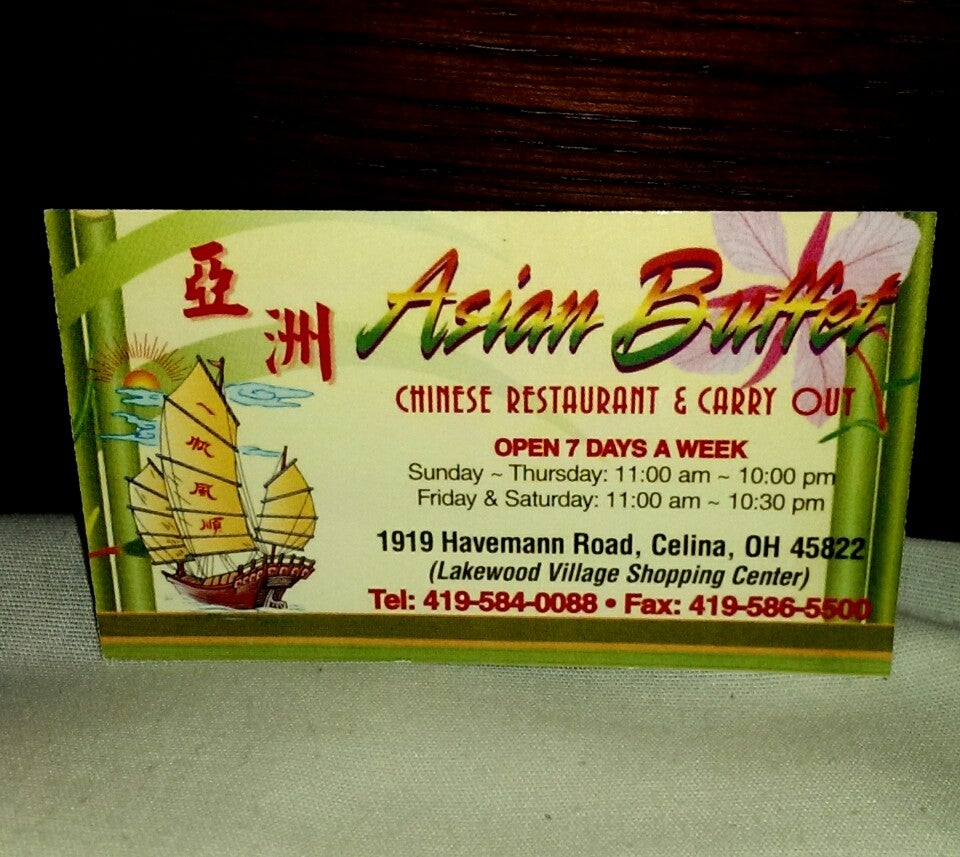 亞洲
Asian Buffet
CHINESE RESTAURANT & CARRY OUT
一帆風順
OPEN 7 DAYS A WEEK
Sunday ~ Thursday: 11:00 am ~ 10:00 pm
Friday & Saturday: 11:00 am ~ 10:30 pm
1919 Havemann Road, Celina, OH 45822
(Lakewood Village Shopping Center)
Tel: 419-584-0088 • Fax: 419-586-5500